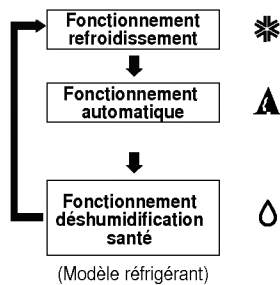 Fonctionnement
refroidissement
Fonctionnement
automatique
Fonctionnement
déshumidification
santé
(Modèle réfrigérant)